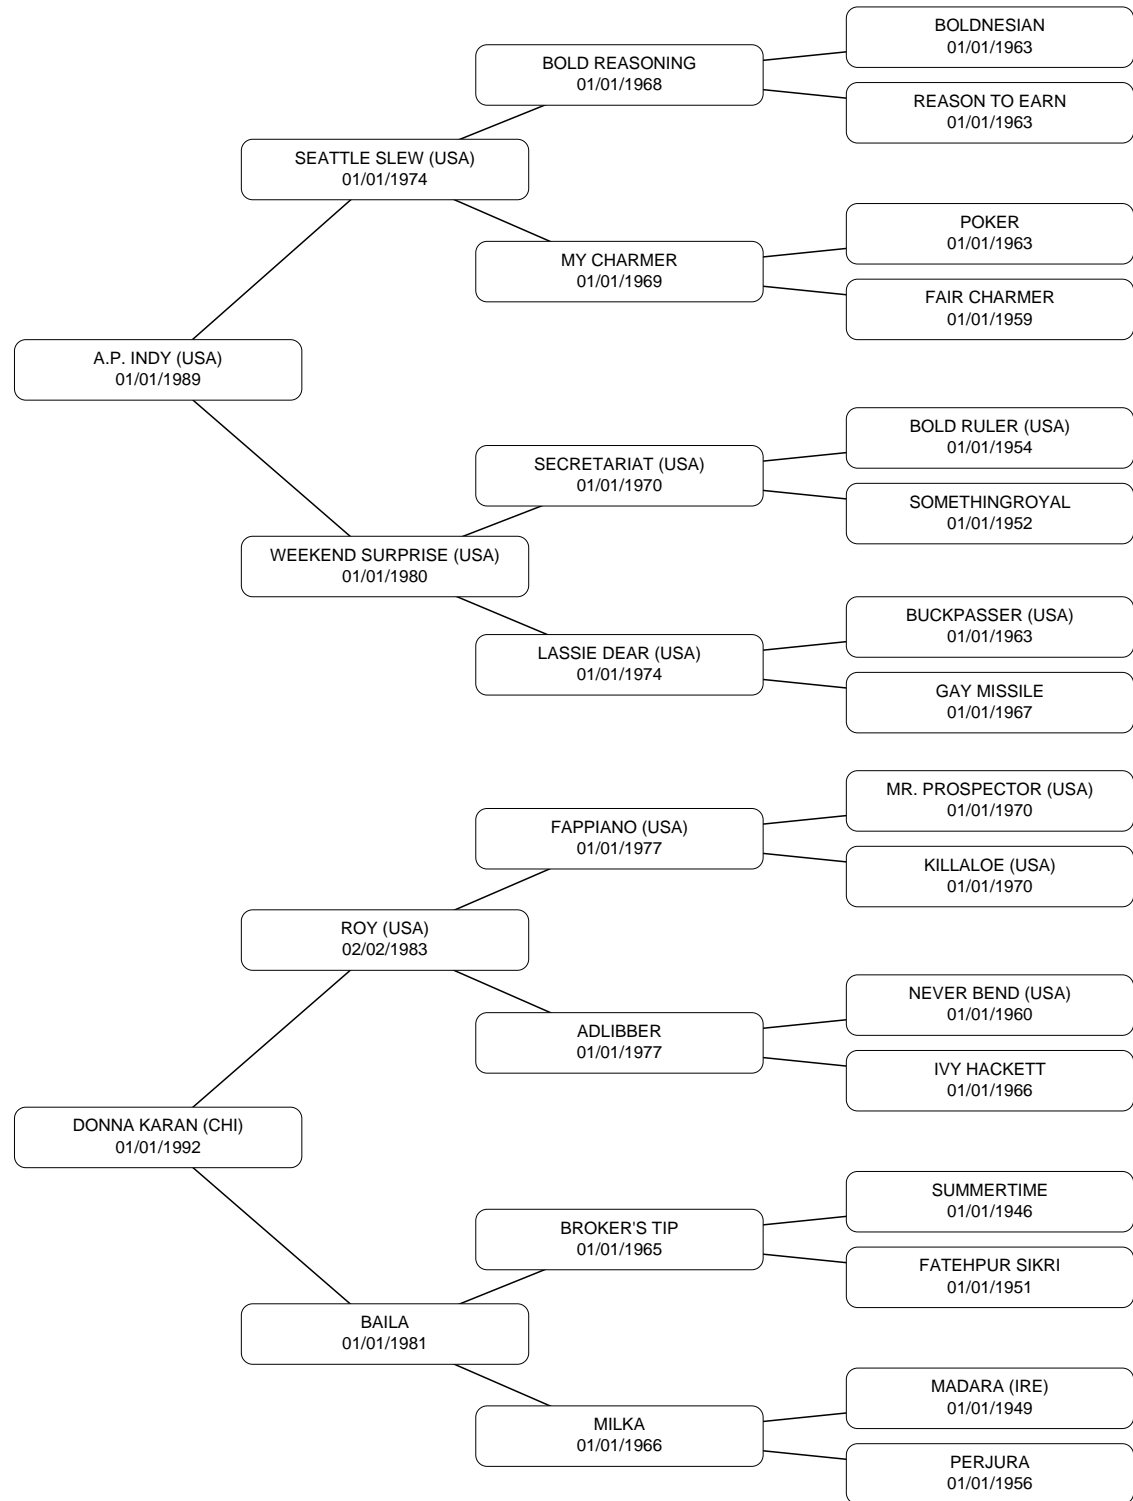 BOLDNESIAN
01/01/1963
BOLD REASONING
01/01/1968
REASON TO EARN
01/01/1963
SEATTLE SLEW (USA)
01/01/1974
POKER
01/01/1963
MY CHARMER
01/01/1969
FAIR CHARMER
01/01/1959
A.P. INDY (USA)
01/01/1989
BOLD RULER (USA)
01/01/1954
SECRETARIAT (USA)
01/01/1970
SOMETHINGROYAL
01/01/1952
WEEKEND SURPRISE (USA)
01/01/1980
BUCKPASSER (USA)
01/01/1963
LASSIE DEAR (USA)
01/01/1974
GAY MISSILE
01/01/1967
MR. PROSPECTOR (USA)
01/01/1970
FAPPIANO (USA)
01/01/1977
KILLALOE (USA)
01/01/1970
ROY (USA)
02/02/1983
NEVER BEND (USA)
01/01/1960
ADLIBBER
01/01/1977
IVY HACKETT
01/01/1966
DONNA KARAN (CHI)
01/01/1992
SUMMERTIME
01/01/1946
BROKER'S TIP
01/01/1965
FATEHPUR SIKRI
01/01/1951
BAILA
01/01/1981
MADARA (IRE)
01/01/1949
MILKA
01/01/1966
PERJURA
01/01/1956